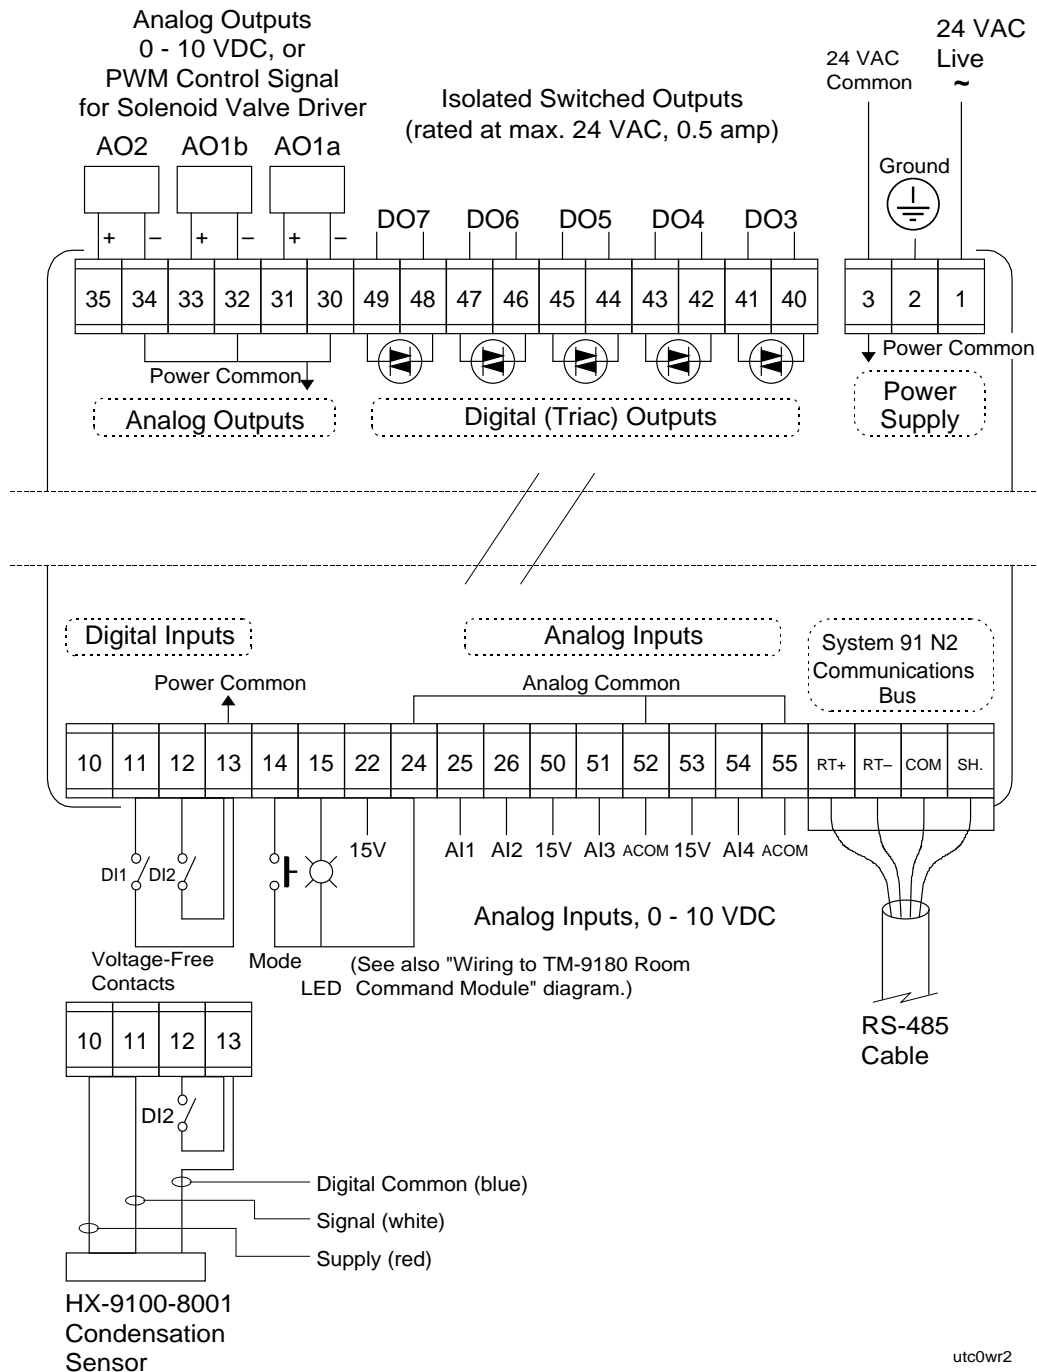 Analog Outputs
0 - 10 VDC, or
PWM Control Signal
for Solenoid Valve Driver
24 VAC
Common
24 VAC
Live
~
Isolated Switched Outputs
(rated at max. 24 VAC, 0.5 amp)
AO2 AO1b AO1a
Ground
DO7 DO6 DO5 DO4 DO3
+ – + – + –
35 34 33 32 31 30 49 48 47 46 45 44 43 42 41 40 3 2 1
Power Common
Power Common
Analog Outputs
Digital (Triac) Outputs
Power
Supply
Digital Inputs
Analog Inputs
System 91 N2
Communications
Bus
Power Common
Analog Common
10 11 12 13 14 15 22 24 25 26 50 51 52 53 54 55 RT+ RT– COM SH.
15V AI1 AI2 15V AI3 ACOM 15V AI4 ACOM
DI1 DI2
Analog Inputs, 0 - 10 VDC
Voltage-Free
Contacts
Mode
LED
(See also "Wiring to TM-9180 Room
Command Module" diagram.)
RS-485
Cable
10 11 12 13
DI2
Digital Common (blue)
Signal (white)
Supply (red)
HX-9100-8001
Condensation
Sensor
utc0wr2